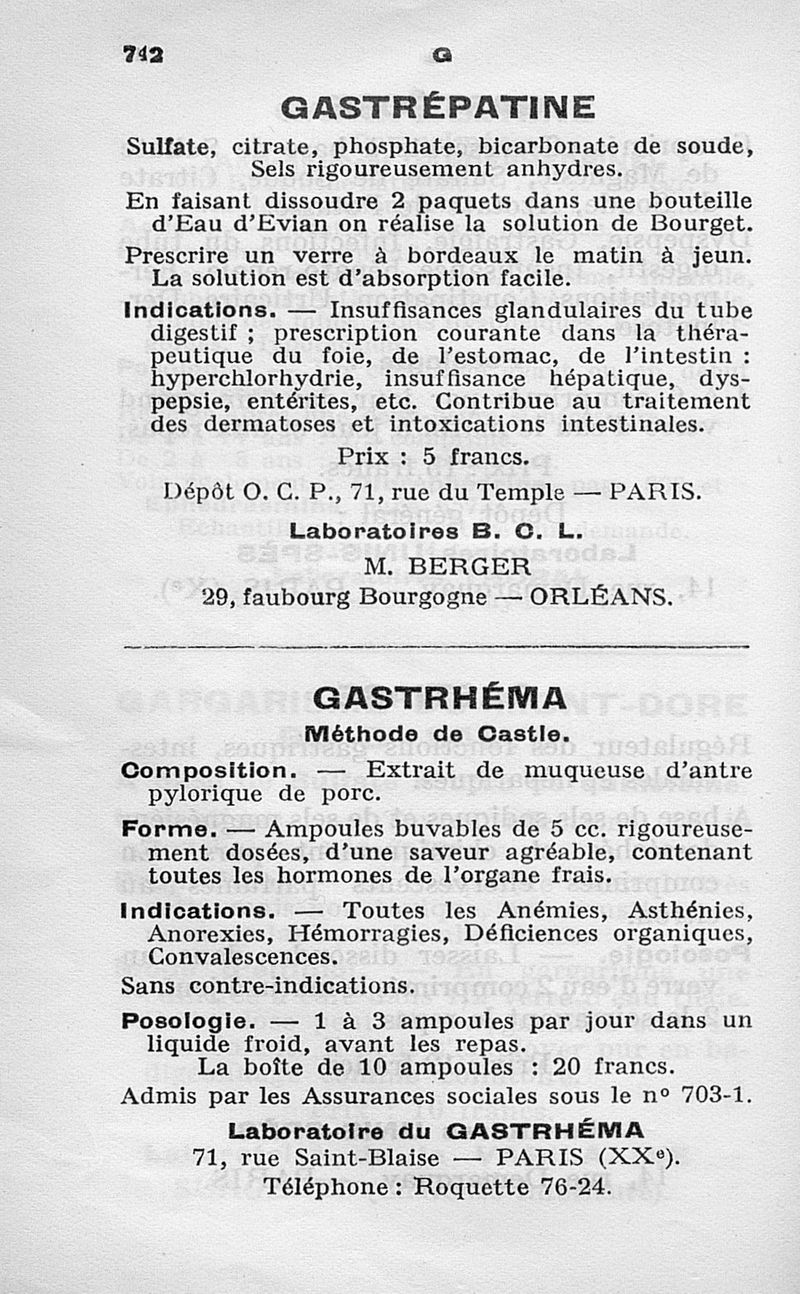 742
G
GASTRÉPATINE
Sulfate, citrate, phosphate, bicarbonate de soude,
Sels rigoureusement anhydres.
En faisant dissoudre 2 paquets dans une bouteille
d'Eau d'Evian on réalise la solution de Bourget.
Prescrire un verre à bordeaux le matin à jeun.
La solution est d'absorption facile.
Indications. — Insuffisances glandulaires du tube
digestif ; prescription courante dans la théra-
peutique du foie, de l'estomac, de l'intestin :
hyperchlorhydrie, insuffisance hépatique, dys-
pepsie, entérites, etc. Contribue au traitement
des dermatoses et intoxications intestinales.
Prix : 5 francs.
Dépôt O. C. P., 71, rue du Temple — PARIS.
Laboratoires B. C. L.
M. BERGER
29, faubourg Bourgogne — ORLÉANS.
GASTRHÉMA
Méthode de Castle.
Composition. — Extrait de muqueuse d'antre
pylorique de porc.
Forme. — Ampoules buvables de 5 cc. rigoureuse-
ment dosées, d'une saveur agréable, contenant
toutes les hormones de l'organe frais.
Indications. — Toutes les Anémies, Asthénies,
Anorexies, Hémorragies, Déficiences organiques,
Convalescences.
Sans contre-indications.
Posologie. — 1 à 3 ampoules par jour dans un
liquide froid, avant les repas.
La boîte de 10 ampoules : 20 francs.
Admis par les Assurances sociales sous le nº 703-1.
Laboratoire du GASTRHÉMA
71, rue Saint-Blaise — PARIS (XXᵉ).
Téléphone : Roquette 76-24.